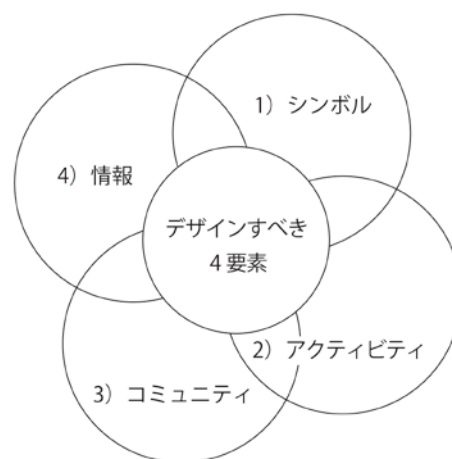 1）シンボル
4）情報
デザインすべき
4要素
2）アクティビティ
3）コミュニティ